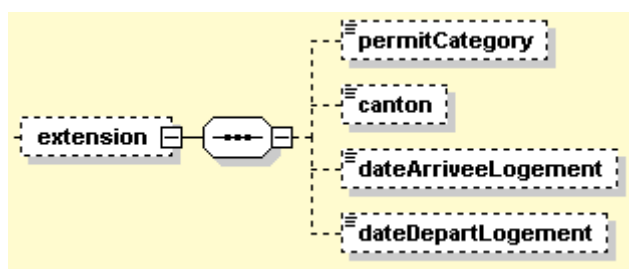 permitCategory
canton
extension
dateArriveeLogement
dateDepartLogement